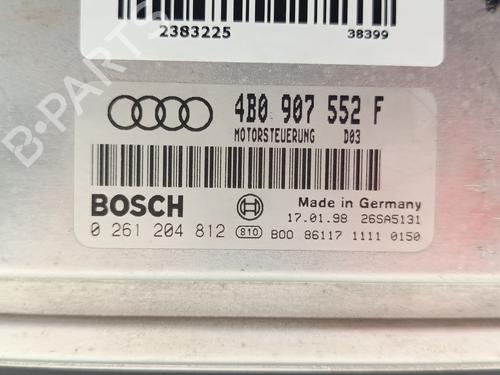 B-PARTS
2383225 38399
4B0 907 552 F
MOTORSTEUERUNG D03
BOSCH
Made in Germany
17.01.98 26SA5131
0 261 204 812 810 B00 86117 1111 0150